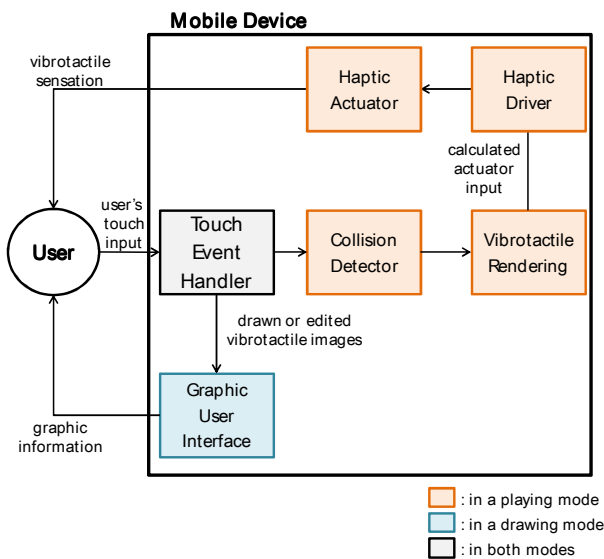 Mobile Device
vibrotactile
sensation
Haptic
Actuator
Haptic
Driver
calculated
actuator
input
user's
touch
input
User
Touch
Event
Handler
Collision
Detector
Vibrotactile
Rendering
drawn or edited
vibrotactile images
Graphic
User
Interface
graphic
information
: in a playing mode
: in a drawing mode
: in both modes